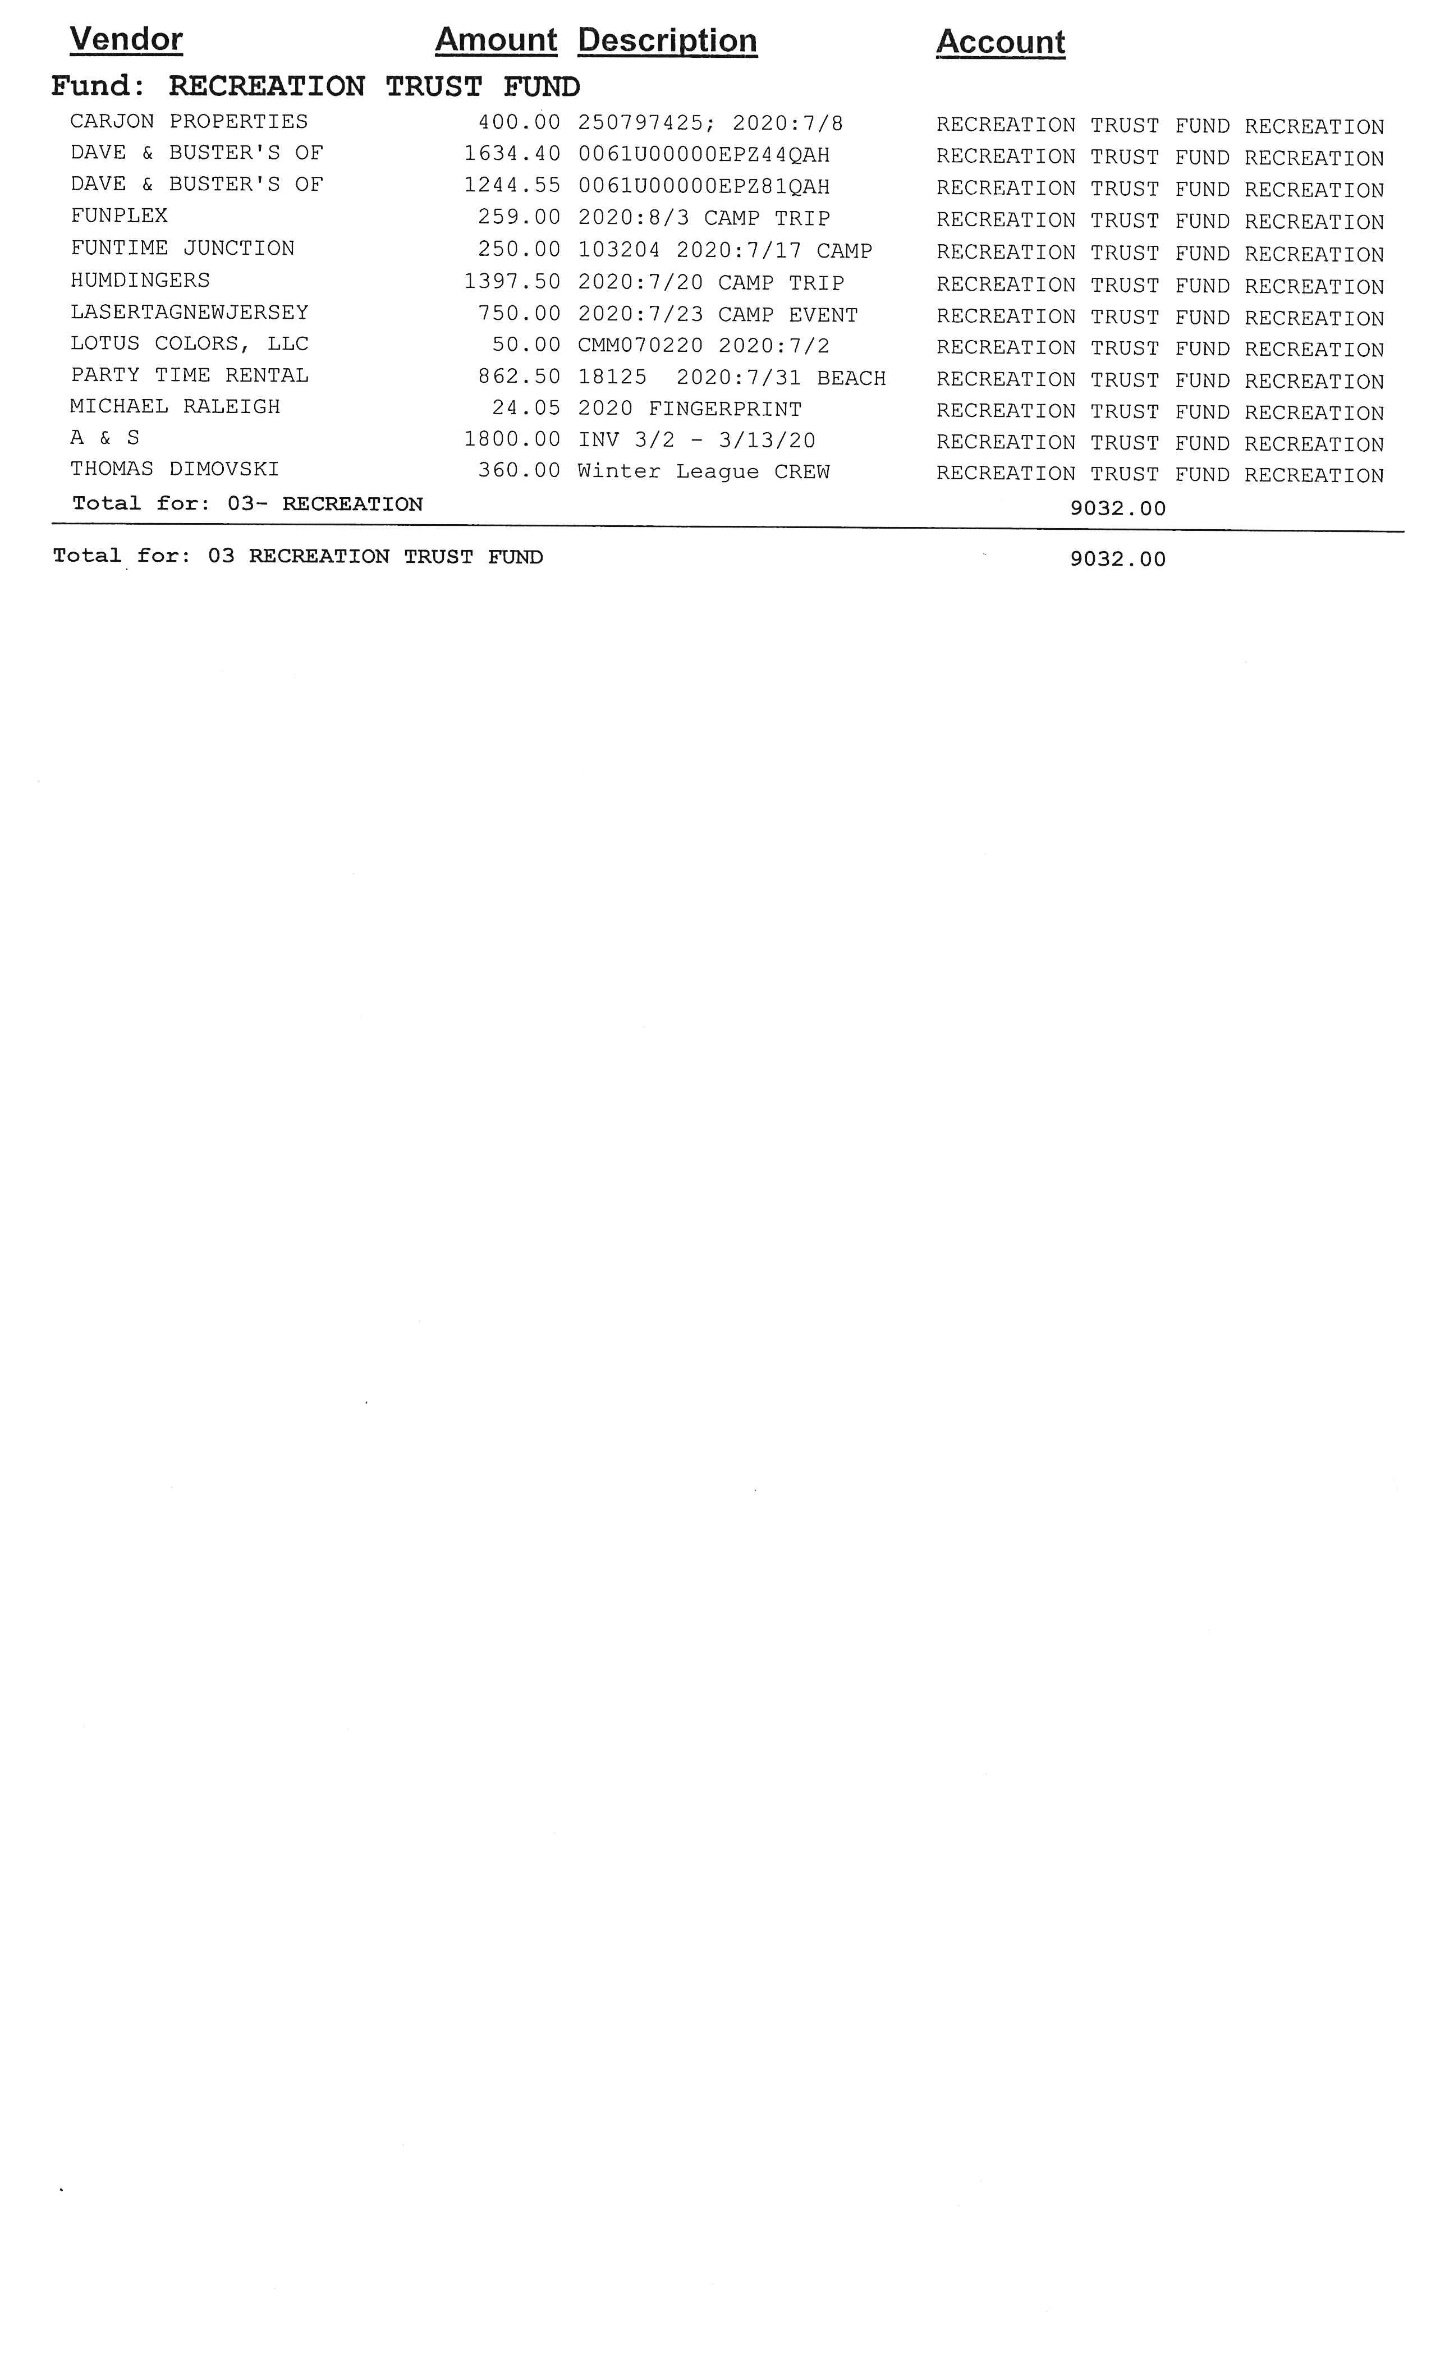 Vendor Amount Description Account
Fund: RECREATION TRUST FUND
CARJON PROPERTIES 400.00 250797425; 2020:7/8 RECREATION TRUST FUND RECREATION
DAVE & BUSTER'S OF 1634.40 0061U00000EPZ44QAH RECREATION TRUST FUND RECREATION
DAVE & BUSTER'S OF 1244.55 0061U00000EPZ81QAH RECREATION TRUST FUND RECREATION
FUNPLEX 259.00 2020:8/3 CAMP TRIP RECREATION TRUST FUND RECREATION
FUNTIME JUNCTION 250.00 103204 2020:7/17 CAMP RECREATION TRUST FUND RECREATION
HUMDINGERS 1397.50 2020:7/20 CAMP TRIP RECREATION TRUST FUND RECREATION
LASERTAGNEWJERSEY 750.00 2020:7/23 CAMP EVENT RECREATION TRUST FUND RECREATION
LOTUS COLORS, LLC 50.00 CMM070220 2020:7/2 RECREATION TRUST FUND RECREATION
PARTY TIME RENTAL 862.50 18125 2020:7/31 BEACH RECREATION TRUST FUND RECREATION
MICHAEL RALEIGH 24.05 2020 FINGERPRINT RECREATION TRUST FUND RECREATION
A & S 1800.00 INV 3/2 - 3/13/20 RECREATION TRUST FUND RECREATION
THOMAS DIMOVSKI 360.00 Winter League CREW RECREATION TRUST FUND RECREATION
Total for: 03- RECREATION 9032.00
Total for: 03 RECREATION TRUST FUND 9032.00